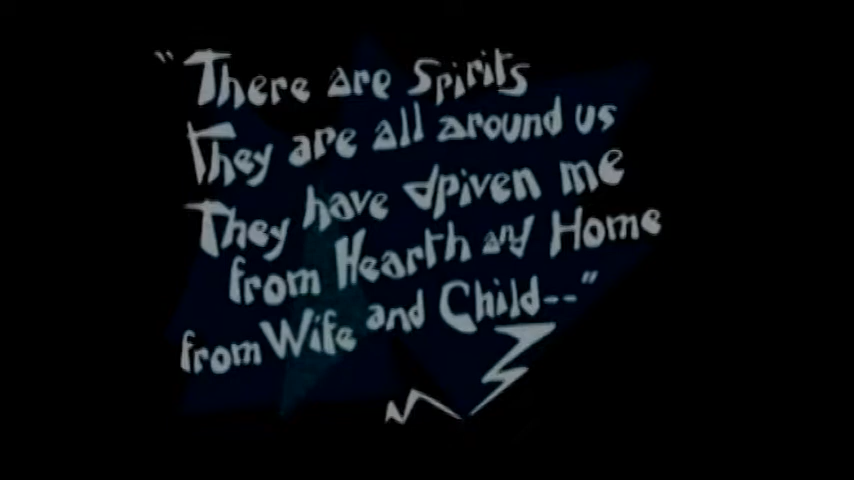 "There are Spirits
They are all around us
They have driven me
from Hearth and Home
from Wife and Child--"